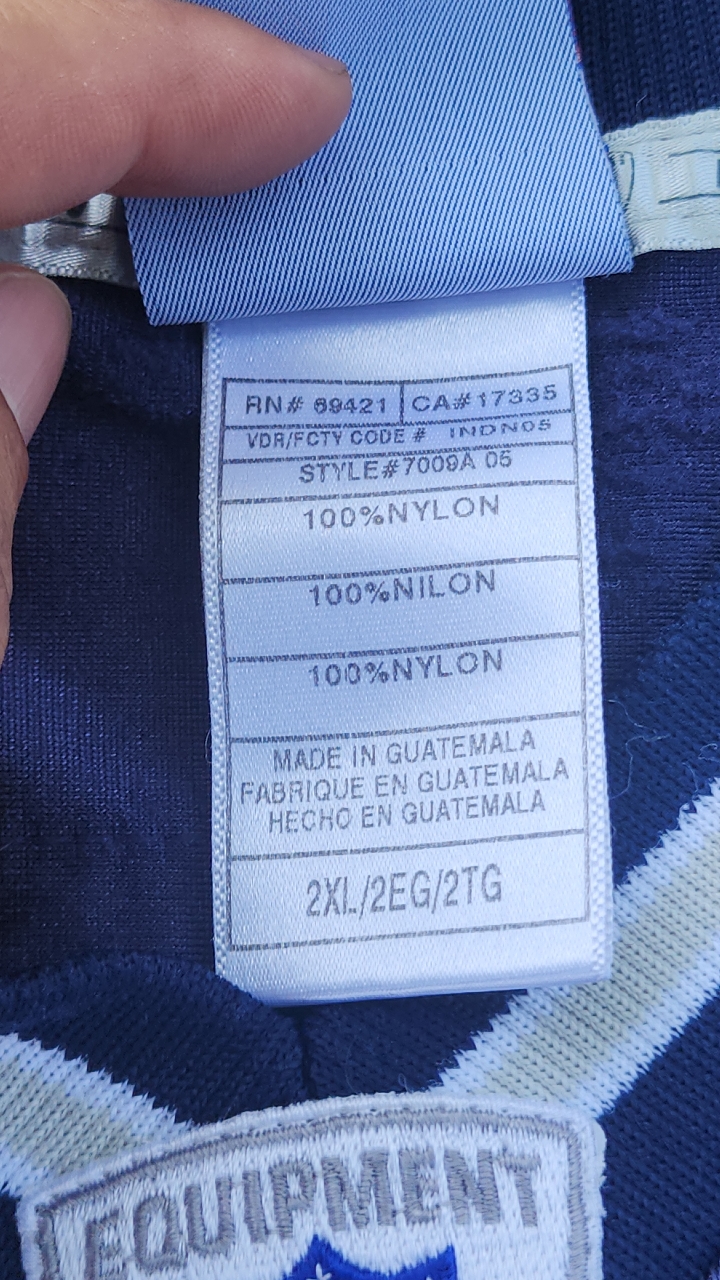 RN# 69421 CA#17335
VDR/FCTY CODE # INDN05
STYLE#7009A 05
100%NYLON
100%NILON
100%NYLON
MADE IN GUATEMALA
FABRIQUE EN GUATEMALA
HECHO EN GUATEMALA
2XL/2EG/2TG
EQUIPMENT